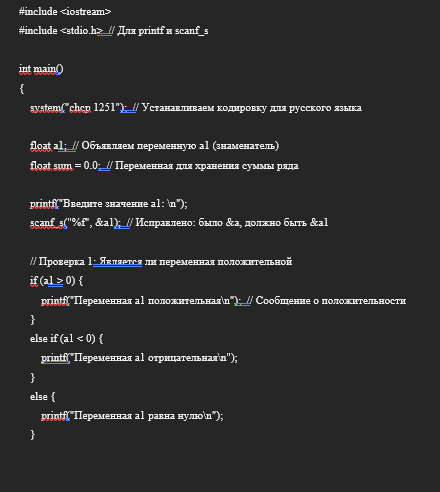 #include <iostream>
#include <stdio.h> // Для printf и scanf_s
int main()
{
system("chcp 1251"); // Устанавливаем кодировку для русского языка
float a1; // Объявляем переменную a1 (знаменатель)
float sum = 0.0; // Переменная для хранения суммы ряда
printf("Введите значение a1: \n");
scanf_s("%f", &a1); // Исправлено: было &a, должно быть &a1
// Проверка 1: Является ли переменная положительной
if (a1 > 0) {
printf("Переменная a1 положительная\n"); // Сообщение о положительности
}
else if (a1 < 0) {
printf("Переменная a1 отрицательная\n");
}
else {
printf("Переменная a1 равна нулю\n");
}